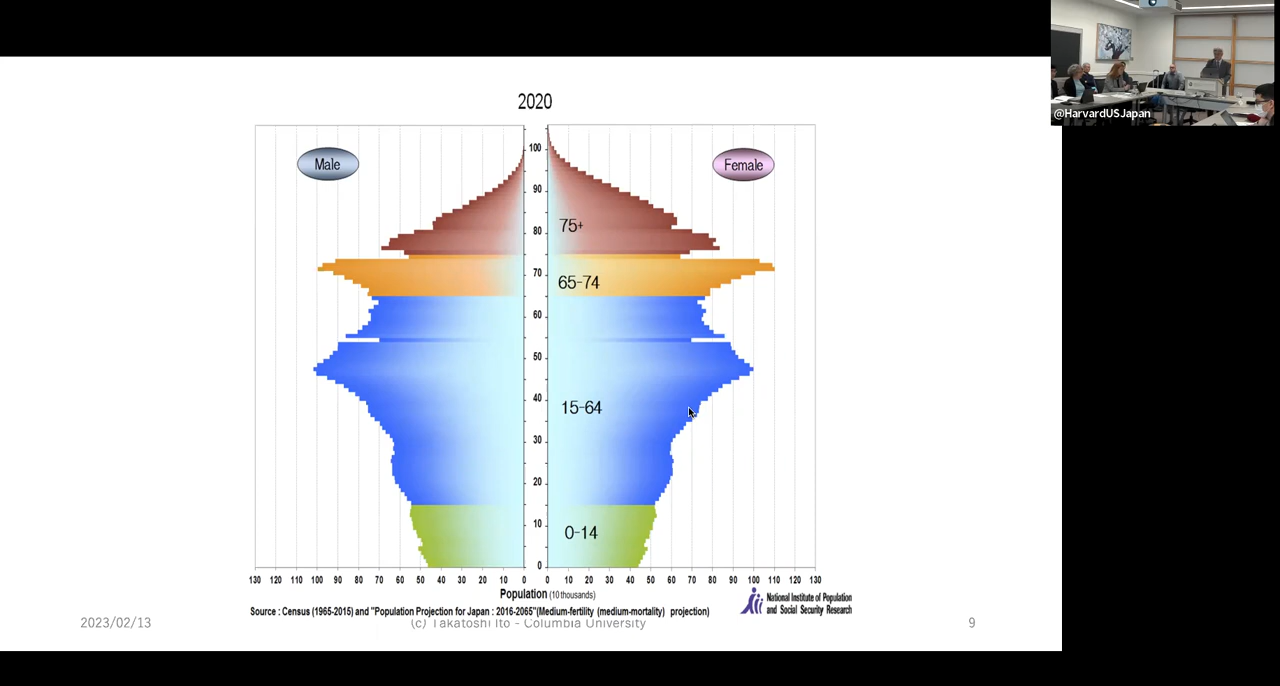 @HarvardUSJapan
2020
Male
Female
100
90
80
70
60
50
40
30
20
10
0
75+
65-74
15-64
0-14
130 120 110 100 90 80 70 60 50 40 30 20 10 0
0 10 20 30 40 50 60 70 80 90 100 110 120 130
Population (10 thousands)
National Institute of Population
and Social Security Research
Source : Census (1965-2015) and "Population Projection for Japan : 2016-2065"(Medium-fertility (medium-mortality) projection)
2023/02/13
(c) Takatoshi Ito - Columbia University
9